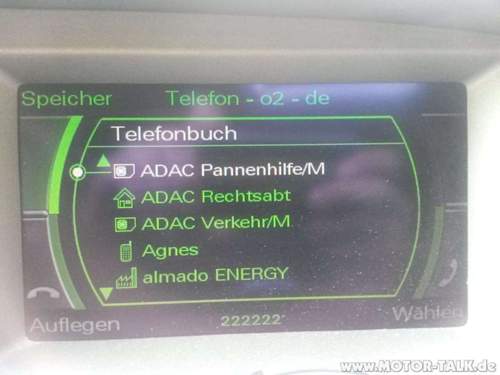 Speicher Telefon - o2 - de
Telefonbuch
ADAC Pannenhilfe/M
ADAC Rechtsabt
ADAC Verkehr/M
Agnes
almado ENERGY
Auflegen 222222 Wählen
www.MOTOR-TALK.de